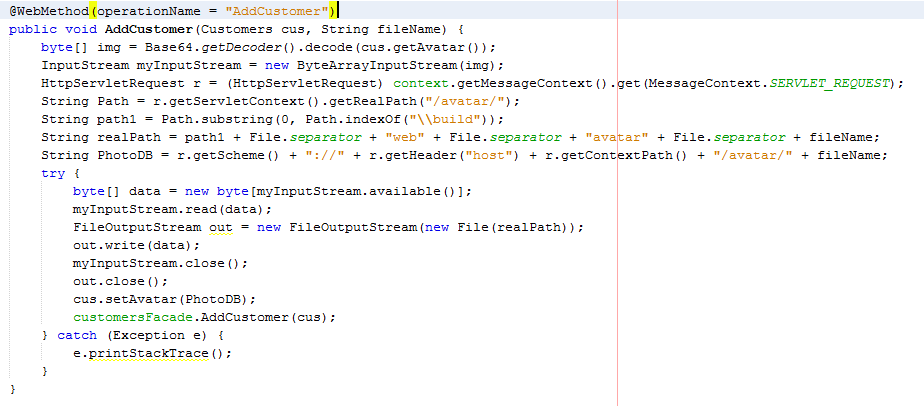 @WebMethod(operationName = "AddCustomer")
public void AddCustomer(Customers cus, String fileName) {
    byte[] img = Base64.getDecoder().decode(cus.getAvatar());
    InputStream myInputStream = new ByteArrayInputStream(img);
    HttpServletRequest r = (HttpServletRequest) context.getMessageContext().get(MessageContext.SERVLET_REQUEST);
    String Path = r.getServletContext().getRealPath("/avatar/");
    String path1 = Path.substring(0, Path.indexOf("\\build"));
    String realPath = path1 + File.separator + "web" + File.separator + "avatar" + File.separator + fileName;
    String PhotoDB = r.getScheme() + "://" + r.getHeader("host") + r.getContextPath() + "/avatar/" + fileName;
    try {
        byte[] data = new byte[myInputStream.available()];
        myInputStream.read(data);
        FileOutputStream out = new FileOutputStream(new File(realPath));
        out.write(data);
        myInputStream.close();
        out.close();
        cus.setAvatar(PhotoDB);
        customersFacade.AddCustomer(cus);
    } catch (Exception e) {
        e.printStackTrace();
    }
}